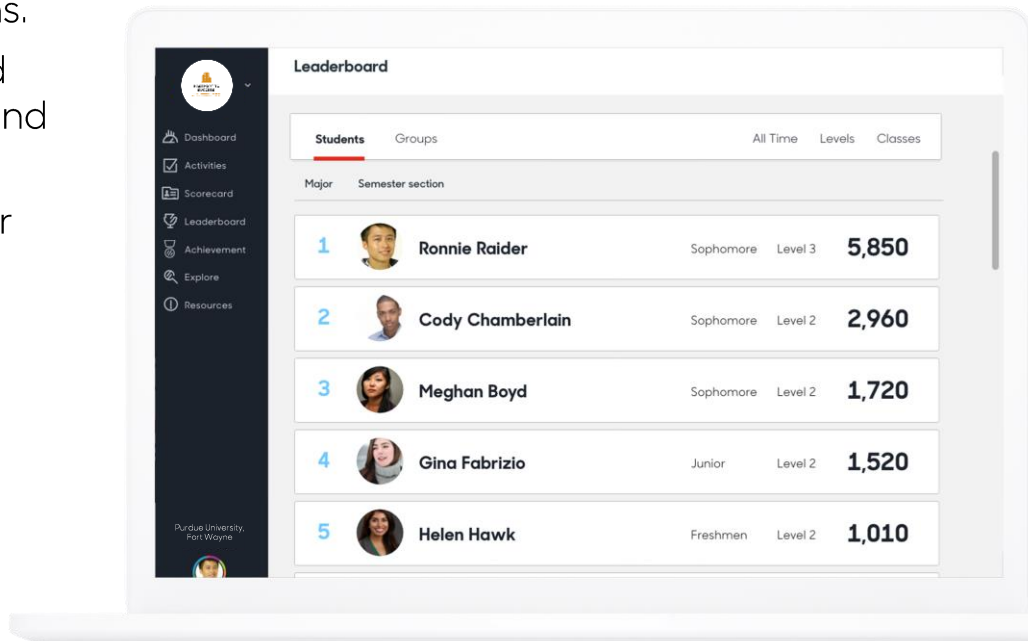 s.
d
nd
r
Leaderboard
Dashboard
Activities
Scorecard
Leaderboard
Achievement
Explore
Resources
Purdue University,
Fort Wayne
Students Groups All Time Levels Classes
Major Semester section
1 Ronnie Raider Sophomore Level 3 5,850
2 Cody Chamberlain Sophomore Level 2 2,960
3 Meghan Boyd Sophomore Level 2 1,720
4 Gina Fabrizio Junior Level 2 1,520
5 Helen Hawk Freshmen Level 2 1,010